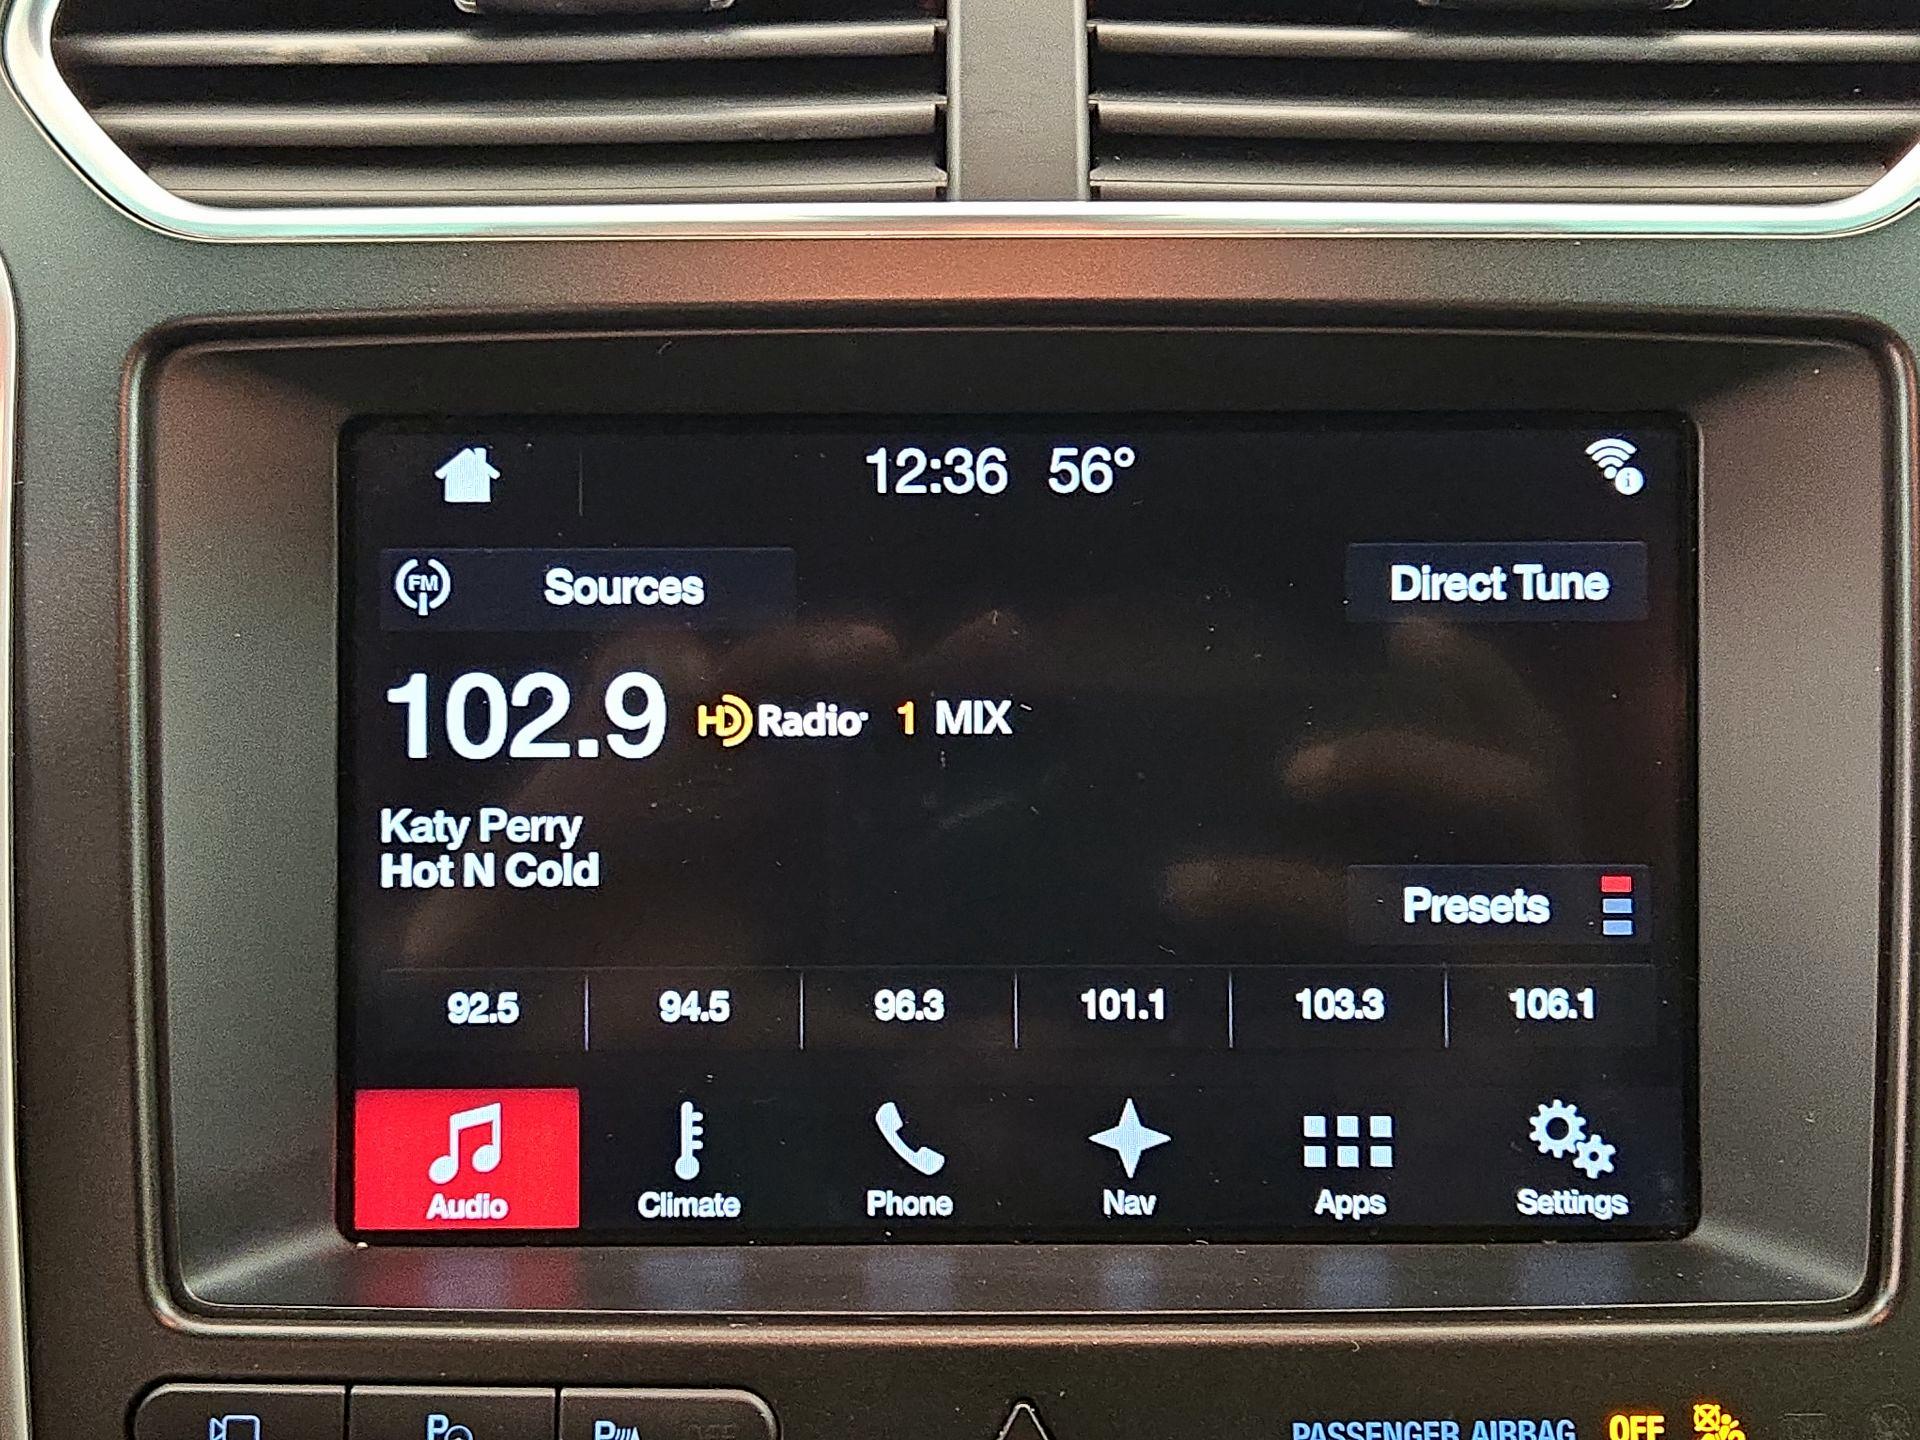 12:36 56°
FM Sources Direct Tune
102.9 HD Radio 1 MIX
Katy Perry
Hot N Cold
Presets
92.5 94.5 96.3 101.1 103.3 106.1
Audio Climate Phone Nav Apps Settings
P P PASSENGER AIRBAG OFF